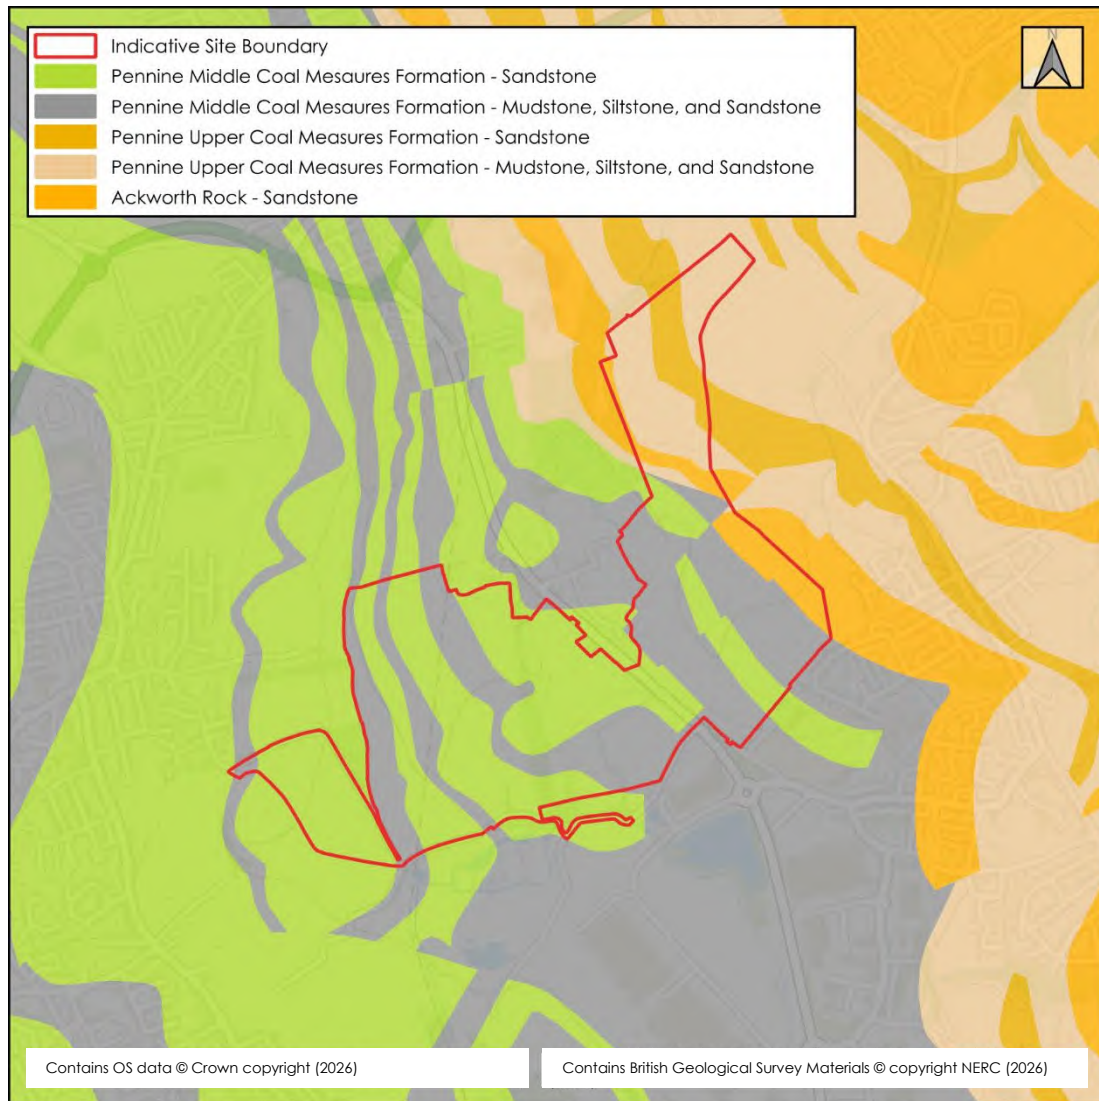 Indicative Site Boundary
Pennine Middle Coal Mesaures Formation - Sandstone
Pennine Middle Coal Mesaures Formation - Mudstone, Siltstone, and Sandstone
Pennine Upper Coal Measures Formation - Sandstone
Pennine Upper Coal Measures Formation - Mudstone, Siltstone, and Sandstone
Ackworth Rock - Sandstone
N
Contains OS data © Crown copyright (2026)
Contains British Geological Survey Materials © copyright NERC (2026)